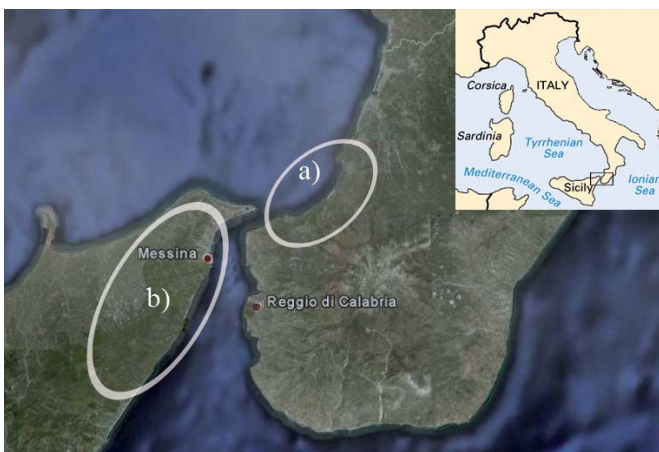 a)
b)
Messina
Reggio di Calabria
ITALY
Corsica
Sardinia
Tyrrhenian
Sea
Mediterranean Sea
Sicily
Ionian
Sea